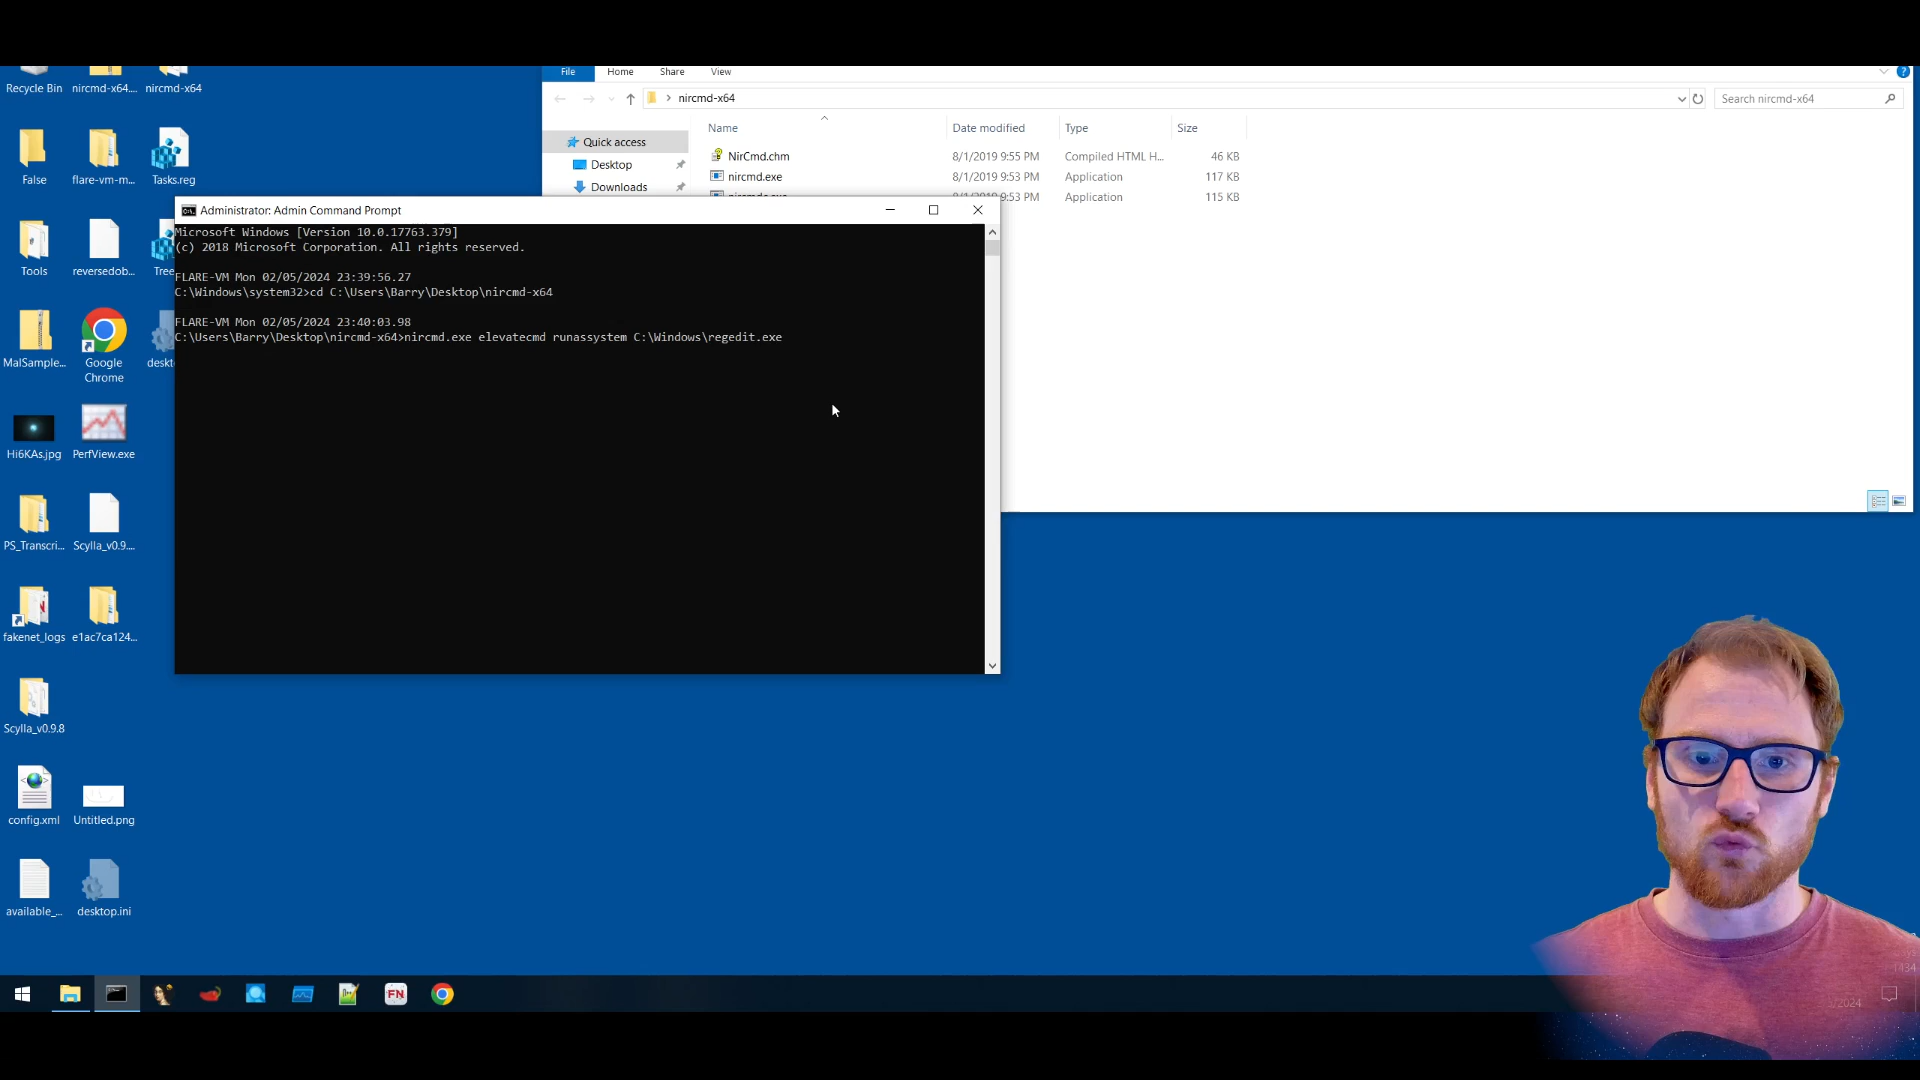 File Home Share View
Recycle Bin nircmd-x64.... nircmd-x64
nircmd-x64
Search nircmd-x64
Name Date modified Type Size
Quick access
NirCmd.chm 8/1/2019 9:55 PM Compiled HTML H... 46 KB
Desktop
nircmd.exe 8/1/2019 9:53 PM Application 117 KB
Downloads
9:53 PM Application 115 KB
False flare-vm-m... Tasks.reg
Administrator: Admin Command Prompt
Microsoft Windows [Version 10.0.17763.379]
(c) 2018 Microsoft Corporation. All rights reserved.
FLARE-VM Mon 02/05/2024 23:39:56.27
C:\Windows\system32>cd C:\Users\Barry\Desktop\nircmd-x64
FLARE-VM Mon 02/05/2024 23:40:03.98
C:\Users\Barry\Desktop\nircmd-x64>nircmd.exe elevatecmd runassystem C:\Windows\regedit.exe
Tools reversedob... Tree
MalSample... Google Chrome deskt
Hi6KAs.jpg PerfView.exe
PS_Transcri... Scylla_v0.9....
fakenet_logs e1ac7ca124...
Scylla_v0.9.8
config.xml Untitled.png
available_... desktop.ini
FN